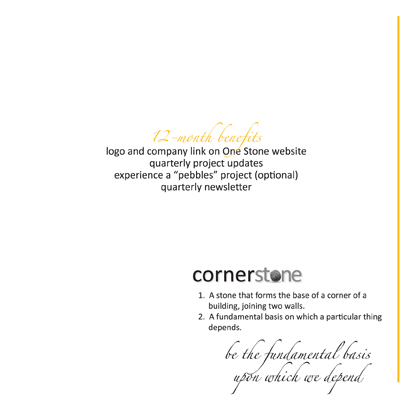 12-month benefits
logo and company link on One Stone website
quarterly project updates
experience a “pebbles” project (optional)
quarterly newsletter
cornerstone
1. A stone that forms the base of a corner of a
building, joining two walls.
2. A fundamental basis on which a particular thing
depends.
be the fundamental basis
upon which we depend